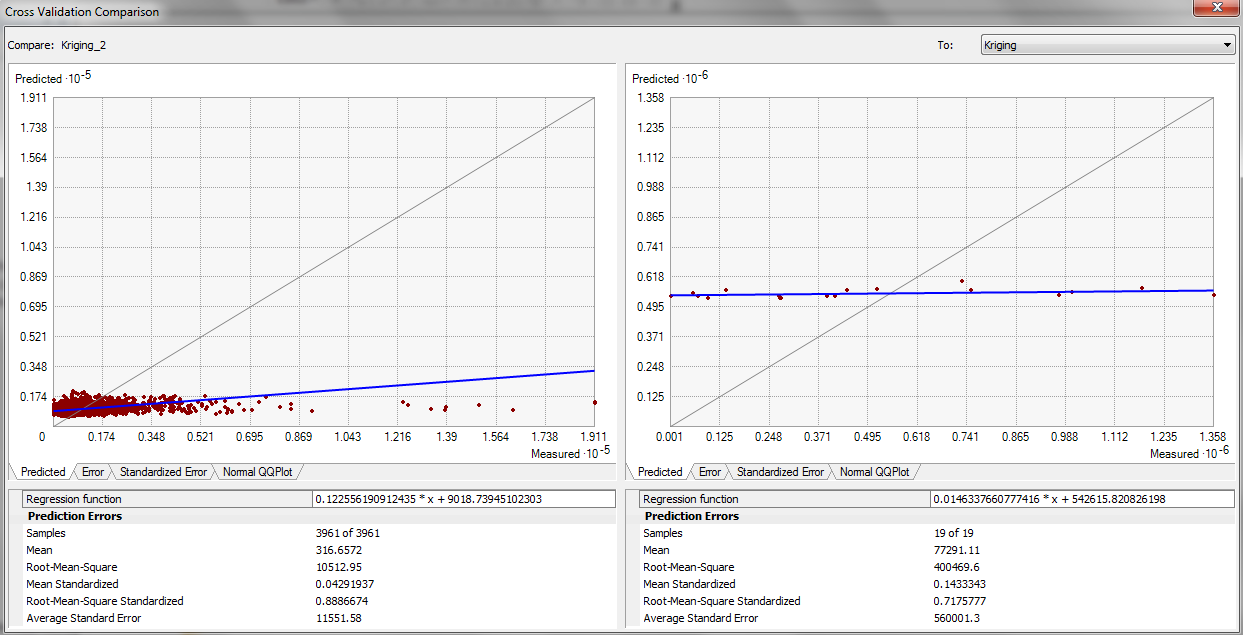 Cross Validation Comparison
X
Compare: Kriging_2
To: Kriging
Predicted ·10-5
1.911
1.738
1.564
1.39
1.216
1.043
0.869
0.695
0.521
0.348
0.174
0 0.174 0.348 0.521 0.695 0.869 1.043 1.216 1.39 1.564 1.738 1.911
Measured ·10-5
Predicted Error Standardized Error Normal QQPlot
Regression function 0.122556190912435 * x + 9018.73945102303
Prediction Errors
Samples 3961 of 3961
Mean 316.6572
Root-Mean-Square 10512.95
Mean Standardized 0.04291937
Root-Mean-Square Standardized 0.8886674
Average Standard Error 11551.58
Predicted ·10-6
1.358
1.235
1.112
0.988
0.865
0.741
0.618
0.495
0.371
0.248
0.125
0.001 0.125 0.248 0.371 0.495 0.618 0.741 0.865 0.988 1.112 1.235 1.358
Measured ·10-6
Predicted Error Standardized Error Normal QQPlot
Regression function 0.0146337660777416 * x + 542615.820826198
Prediction Errors
Samples 19 of 19
Mean 77291.11
Root-Mean-Square 400469.6
Mean Standardized 0.1433343
Root-Mean-Square Standardized 0.7175777
Average Standard Error 560001.3